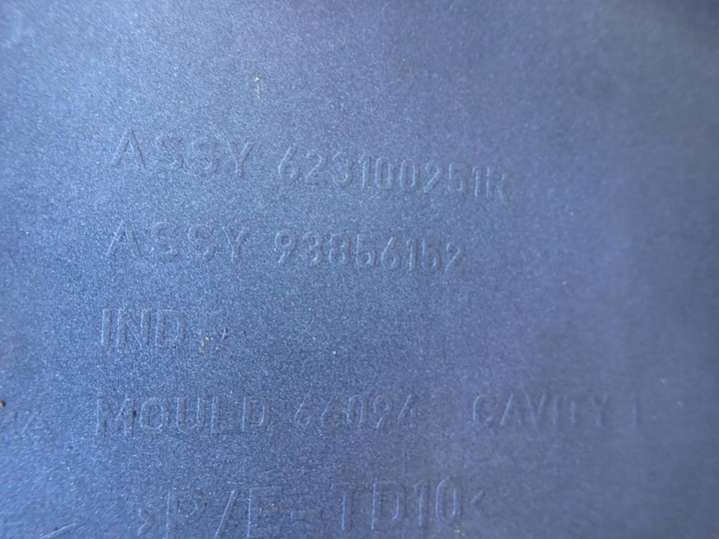 ASSY 623100251R
ASSY 93856152
IND
MOULD 66094 CAVITY 1
>P/E-TD10<